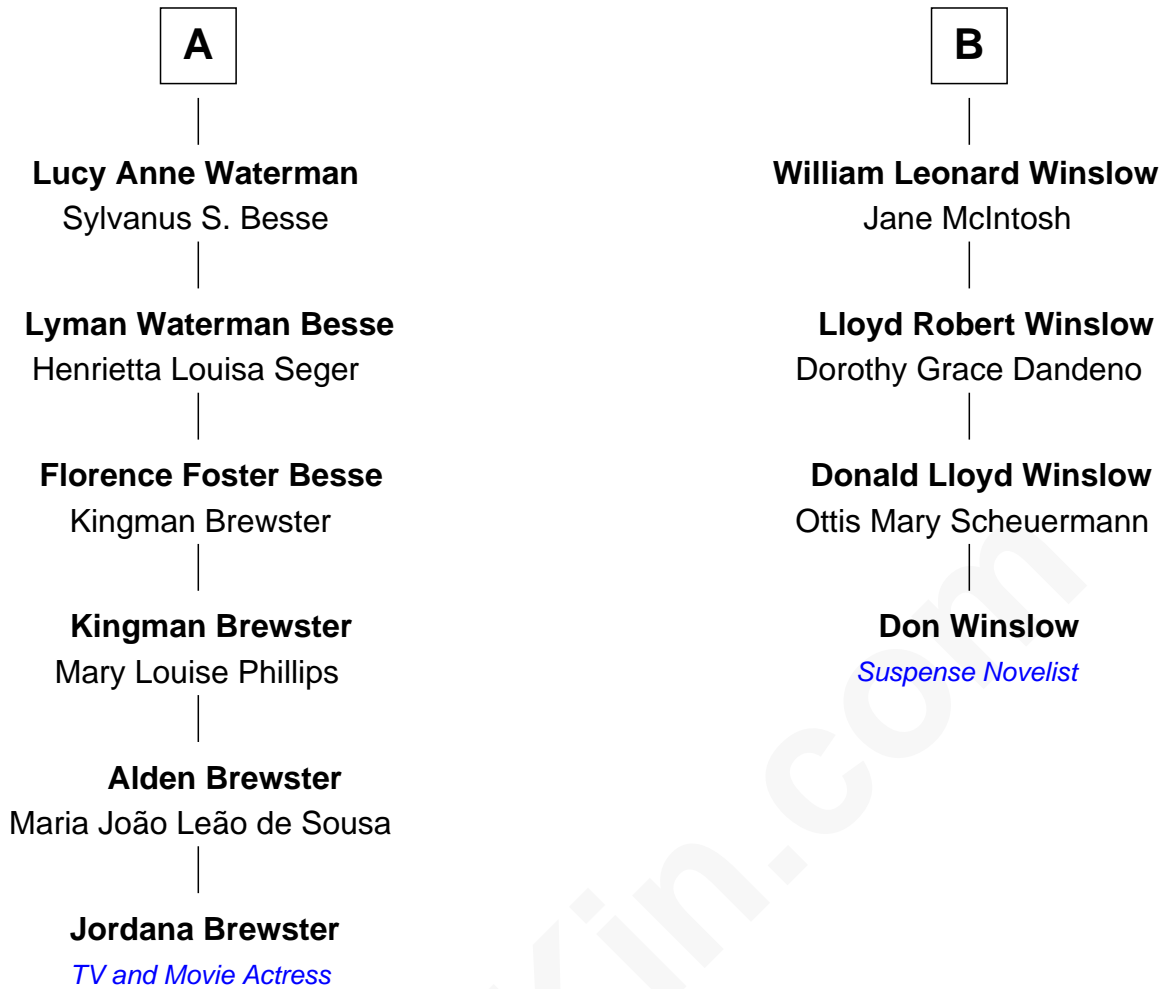 A
Lucy Anne Waterman
Sylvanus S. Besse
Lyman Waterman Besse
Henrietta Louisa Seger
Florence Foster Besse
Kingman Brewster
Kingman Brewster
Mary Louise Phillips
Alden Brewster
Maria João Leão de Sousa
Jordana Brewster
TV and Movie Actress
B
William Leonard Winslow
Jane McIntosh
Lloyd Robert Winslow
Dorothy Grace Dandeno
Donald Lloyd Winslow
Ottis Mary Scheuermann
Don Winslow
Suspense Novelist